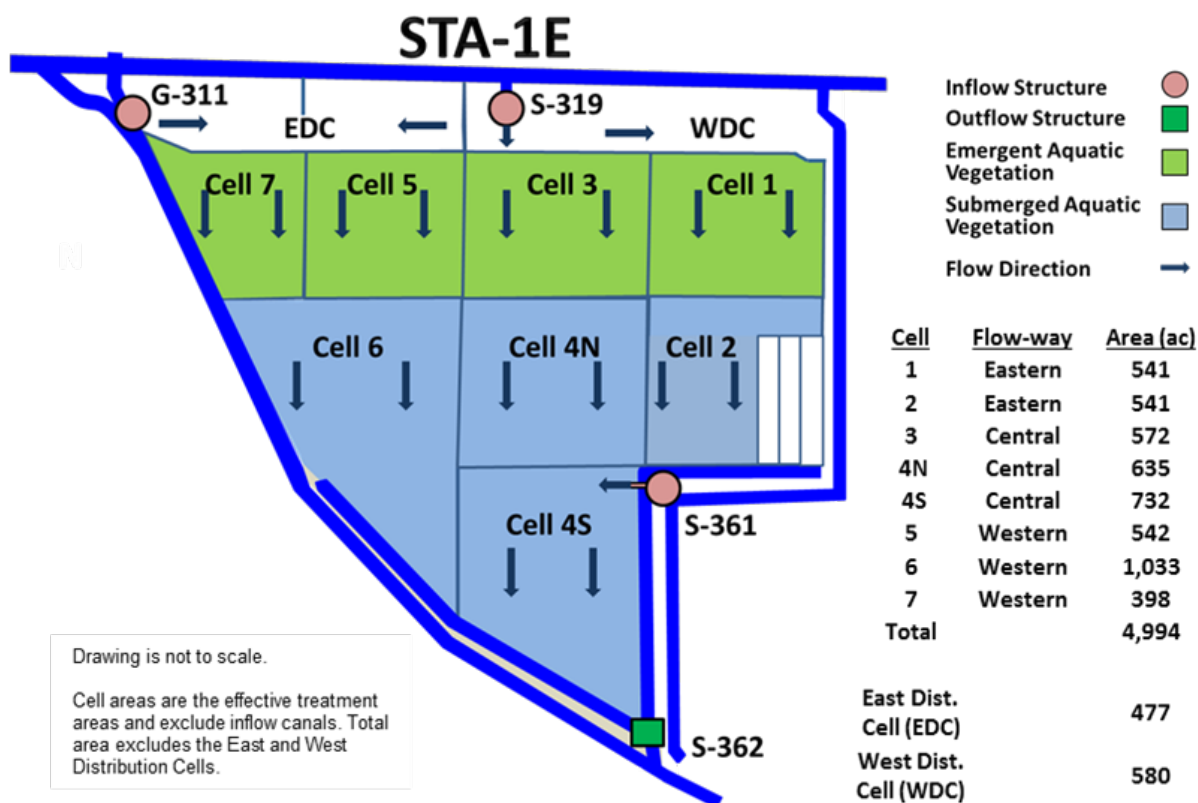 STA-1E
G-311
S-319
EDC
WDC
Cell 7
Cell 5
Cell 3
Cell 1
Cell 6
Cell 4N
Cell 2
Cell 4S
S-361
S-362
Inflow Structure
Outflow Structure
Emergent Aquatic
Vegetation
Submerged Aquatic
Vegetation
Flow Direction
Cell Flow-way Area (ac)
1 Eastern 541
2 Eastern 541
3 Central 572
4N Central 635
4S Central 732
5 Western 542
6 Western 1,033
7 Western 398
Total 4,994
East Dist.
Cell (EDC) 477
West Dist.
Cell (WDC) 580
Drawing is not to scale.
Cell areas are the effective treatment
areas and exclude inflow canals. Total
area excludes the East and West
Distribution Cells.